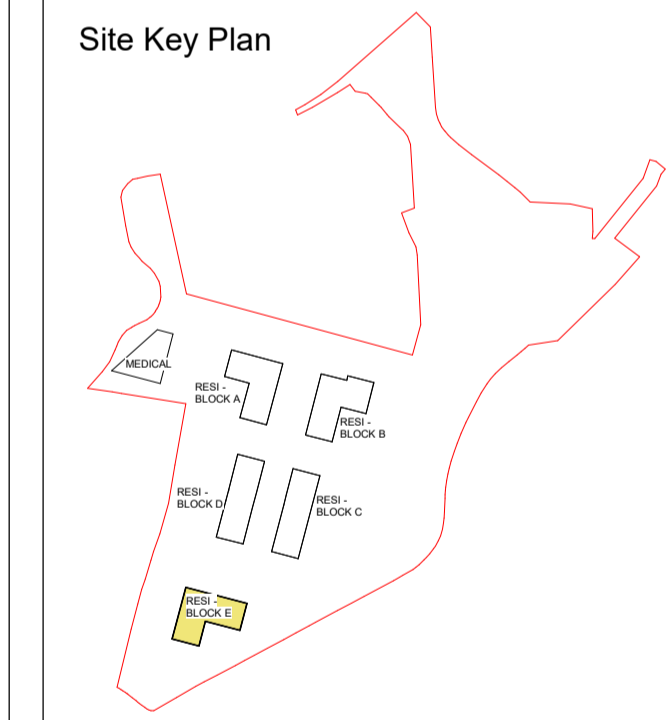 Site Key Plan
MEDICAL
RESI -
BLOCK A
RESI -
BLOCK B
RESI -
BLOCK D
RESI -
BLOCK C
RESI -
BLOCK E